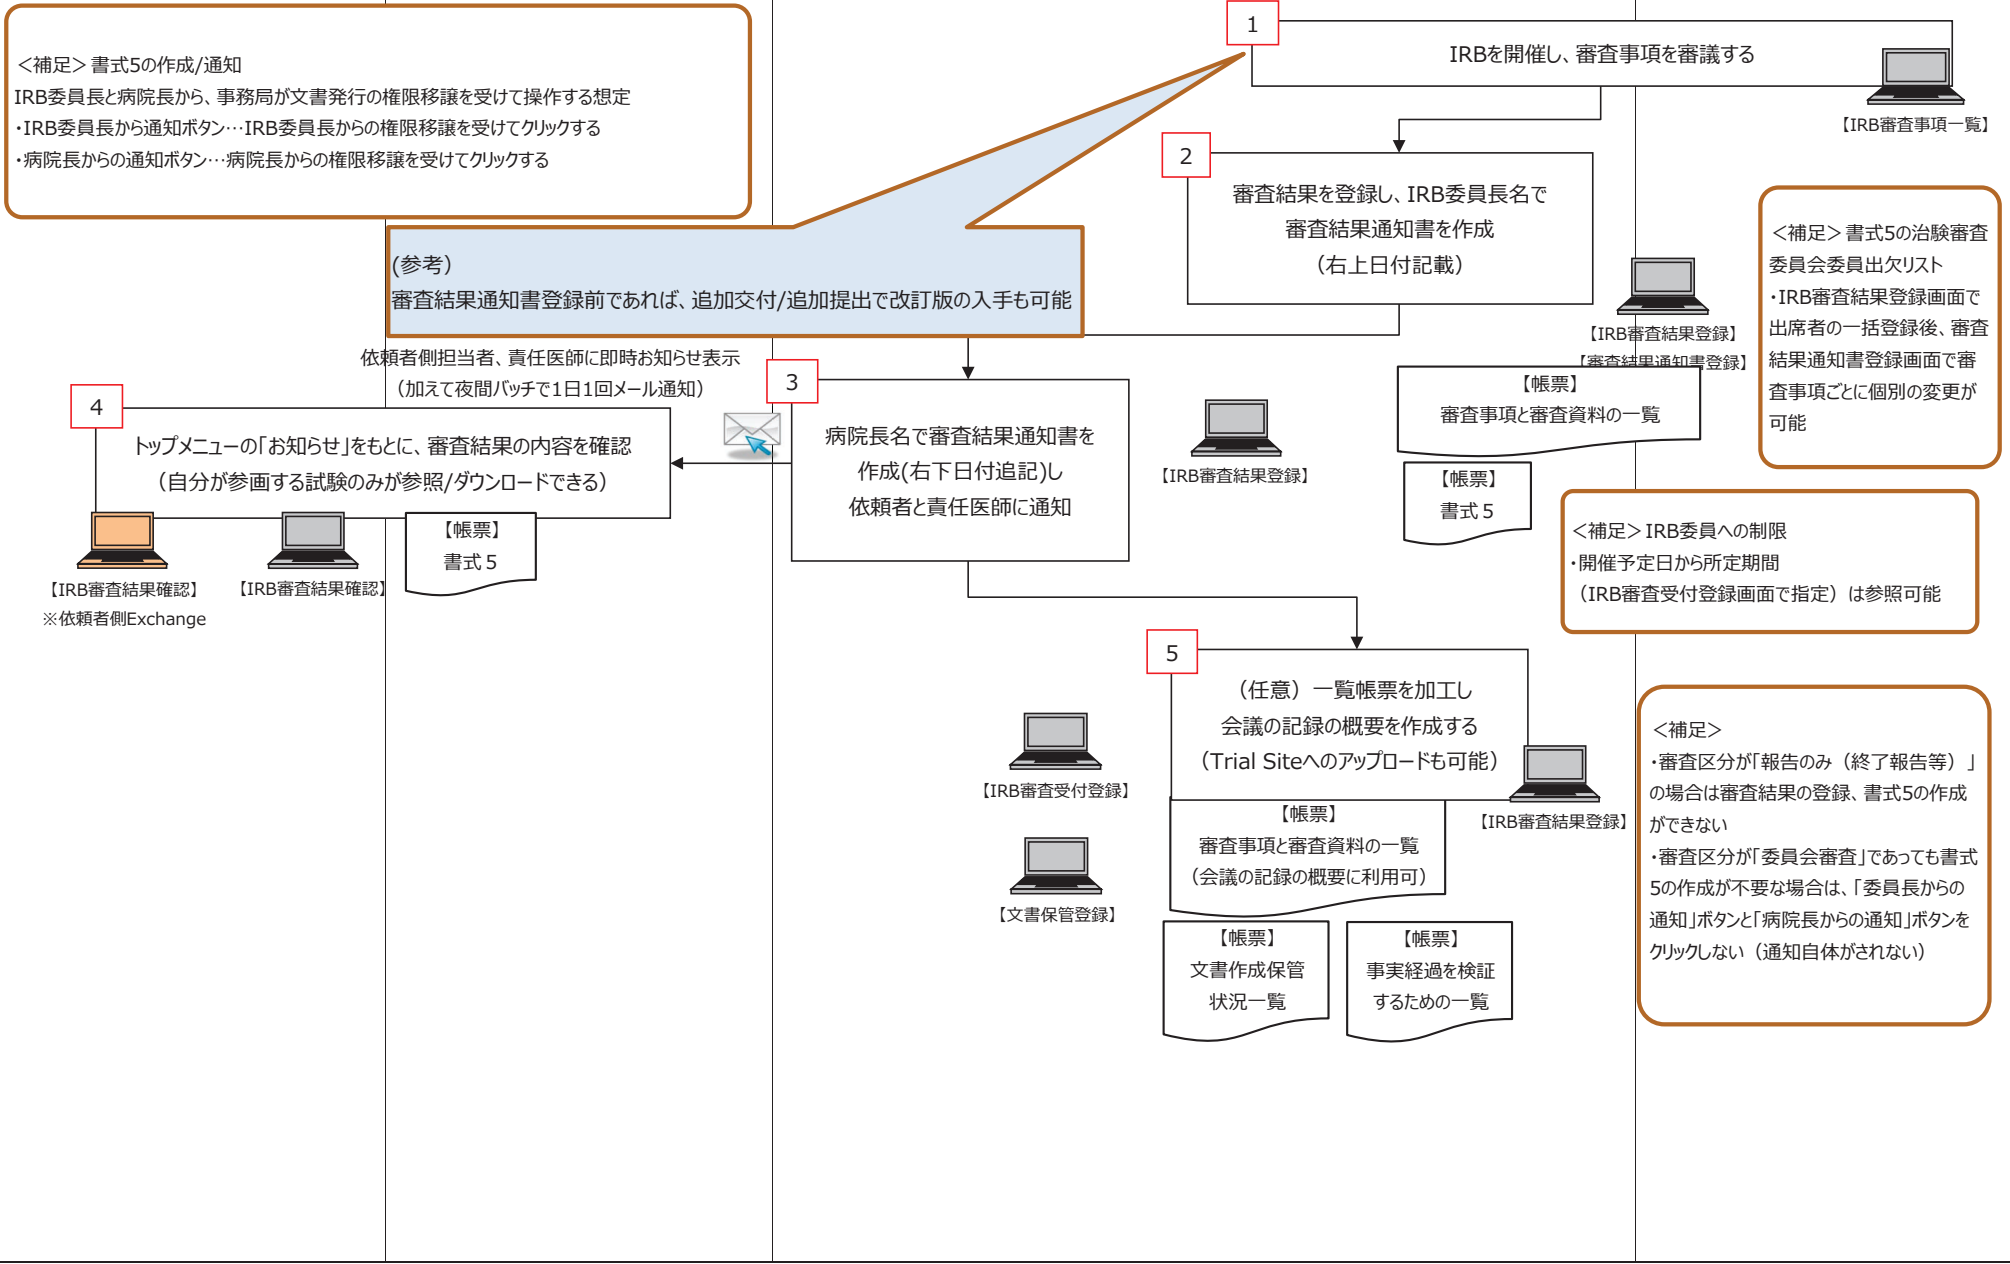 <補足>書式5の作成/通知
IRB委員長と病院長から、事務局が文書発行の権限移譲を受けて操作する想定
・IRB委員長から通知ボタン…IRB委員長からの権限移譲を受けてクリックする
・病院長からの通知ボタン…病院長からの権限移譲を受けてクリックする
1
IRBを開催し、審査事項を審議する
【IRB審査事項一覧】
(参考)
審査結果通知書登録前であれば、追加交付/追加提出で改訂版の入手も可能
2
審査結果を登録し、IRB委員長名で
審査結果通知書を作成
(右上日付記載)
【IRB審査結果登録】
【審査結果通知書登録】
【帳票】
審査事項と審査資料の一覧
【帳票】
書式5
<補足>書式5の治験審査
委員会委員出欠リスト
・IRB審査結果登録画面で
出席者の一括登録後、審査
結果通知書登録画面で審
査事項ごとに個別の変更が
可能
依頼者側担当者、責任医師に即時お知らせ表示
(加えて夜間バッチで1日1回メール通知)
3
病院長名で審査結果通知書を
作成(右下日付追記)し
依頼者と責任医師に通知
【IRB審査結果登録】
4
トップメニューの「お知らせ」をもとに、審査結果の内容を確認
(自分が参画する試験のみが参照/ダウンロードできる)
【IRB審査結果確認】
※依頼者側Exchange
【IRB審査結果確認】
【帳票】
書式5
<補足>IRB委員への制限
・開催予定日から所定期間
(IRB審査受付登録画面で指定)は参照可能
5
(任意)一覧帳票を加工し
会議の記録の概要を作成する
(Trial Siteへのアップロードも可能)
【IRB審査受付登録】
【文書保管登録】
【IRB審査結果登録】
【帳票】
審査事項と審査資料の一覧
(会議の記録の概要に利用可)
【帳票】
文書作成保管
状況一覧
【帳票】
事実経過を検証
するための一覧
<補足>
・審査区分が「報告のみ(終了報告等)」
の場合は審査結果の登録、書式5の作成
ができない
・審査区分が「委員会審査」であっても書式
5の作成が不要な場合は、「委員長からの
通知」ボタンと「病院長からの通知」ボタンを
クリックしない(通知自体がされない)